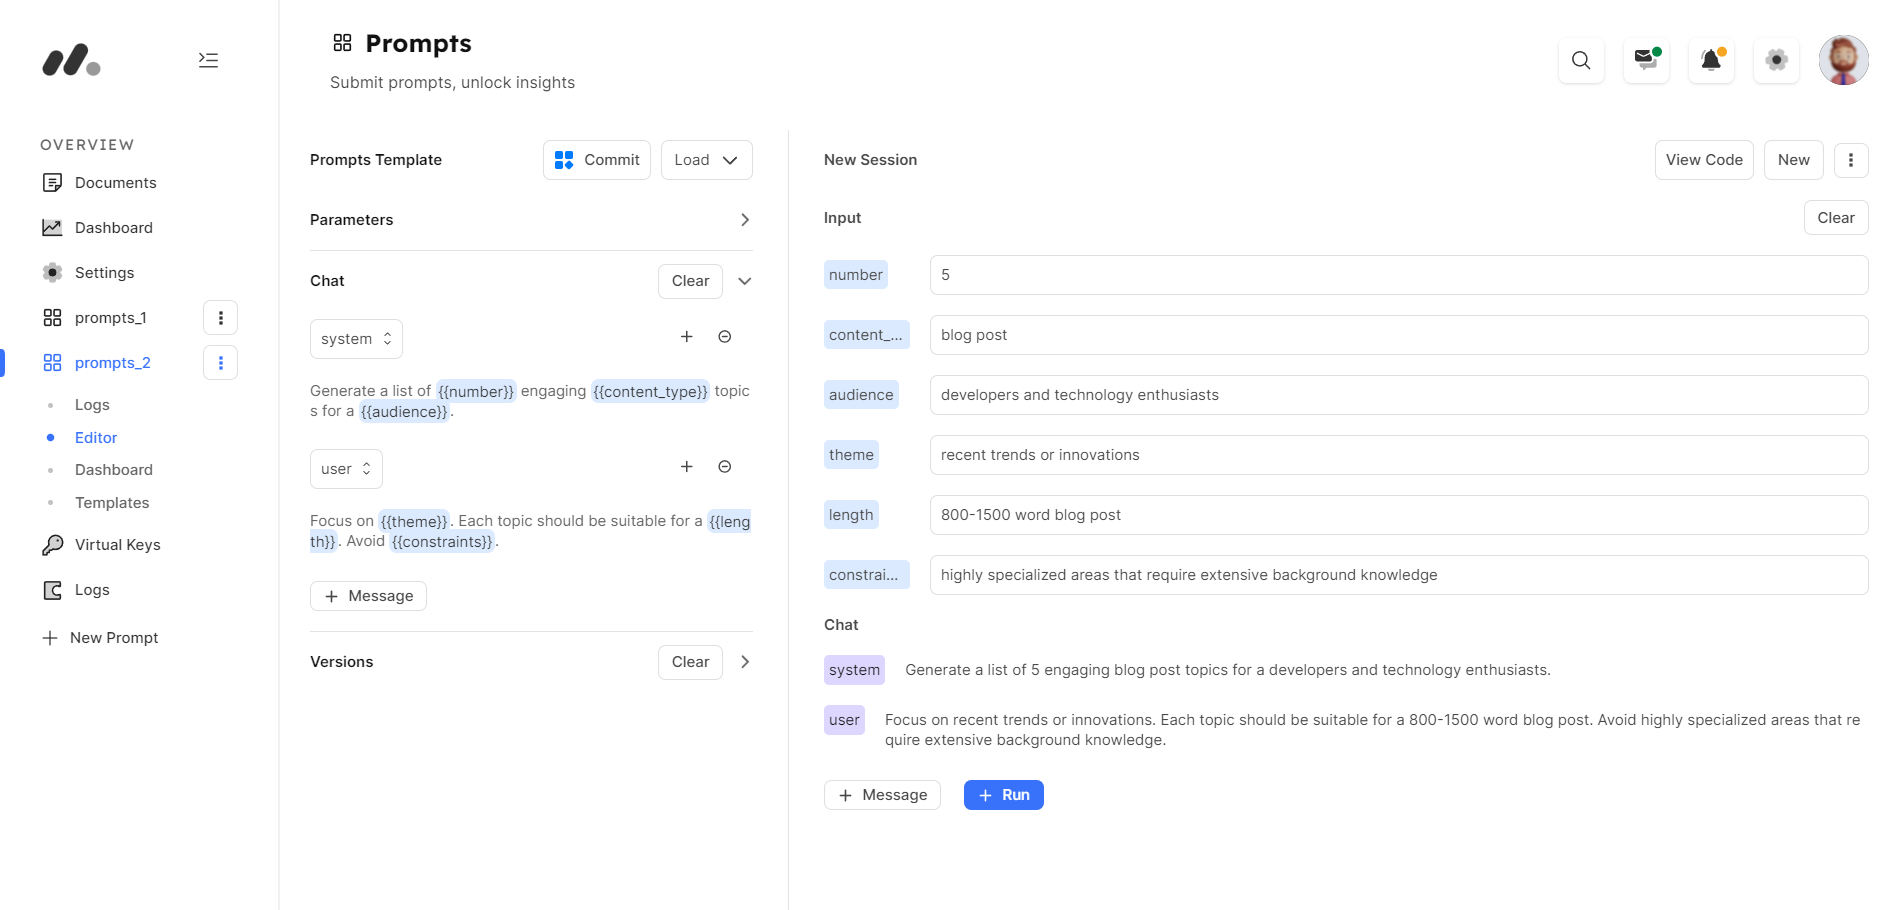 Prompts
Submit prompts, unlock insights
OVERVIEW
Documents
Dashboard
Settings
prompts_1
prompts_2
Logs
Editor
Dashboard
Templates
Virtual Keys
Logs
New Prompt
Prompts Template
Commit
Load
Parameters
Chat
Clear
system
Generate a list of {{number}} engaging {{content_type}} topic
s for a {{audience}}.
user
Focus on {{theme}}. Each topic should be suitable for a {{leng
th}}. Avoid {{constraints}}.
Message
Versions
Clear
New Session
View Code
New
Input
Clear
number
5
content_...
blog post
audience
developers and technology enthusiasts
theme
recent trends or innovations
length
800-1500 word blog post
constrai...
highly specialized areas that require extensive background knowledge
Chat
system
Generate a list of 5 engaging blog post topics for a developers and technology enthusiasts.
user
Focus on recent trends or innovations. Each topic should be suitable for a 800-1500 word blog post. Avoid highly specialized areas that re
quire extensive background knowledge.
Message
Run